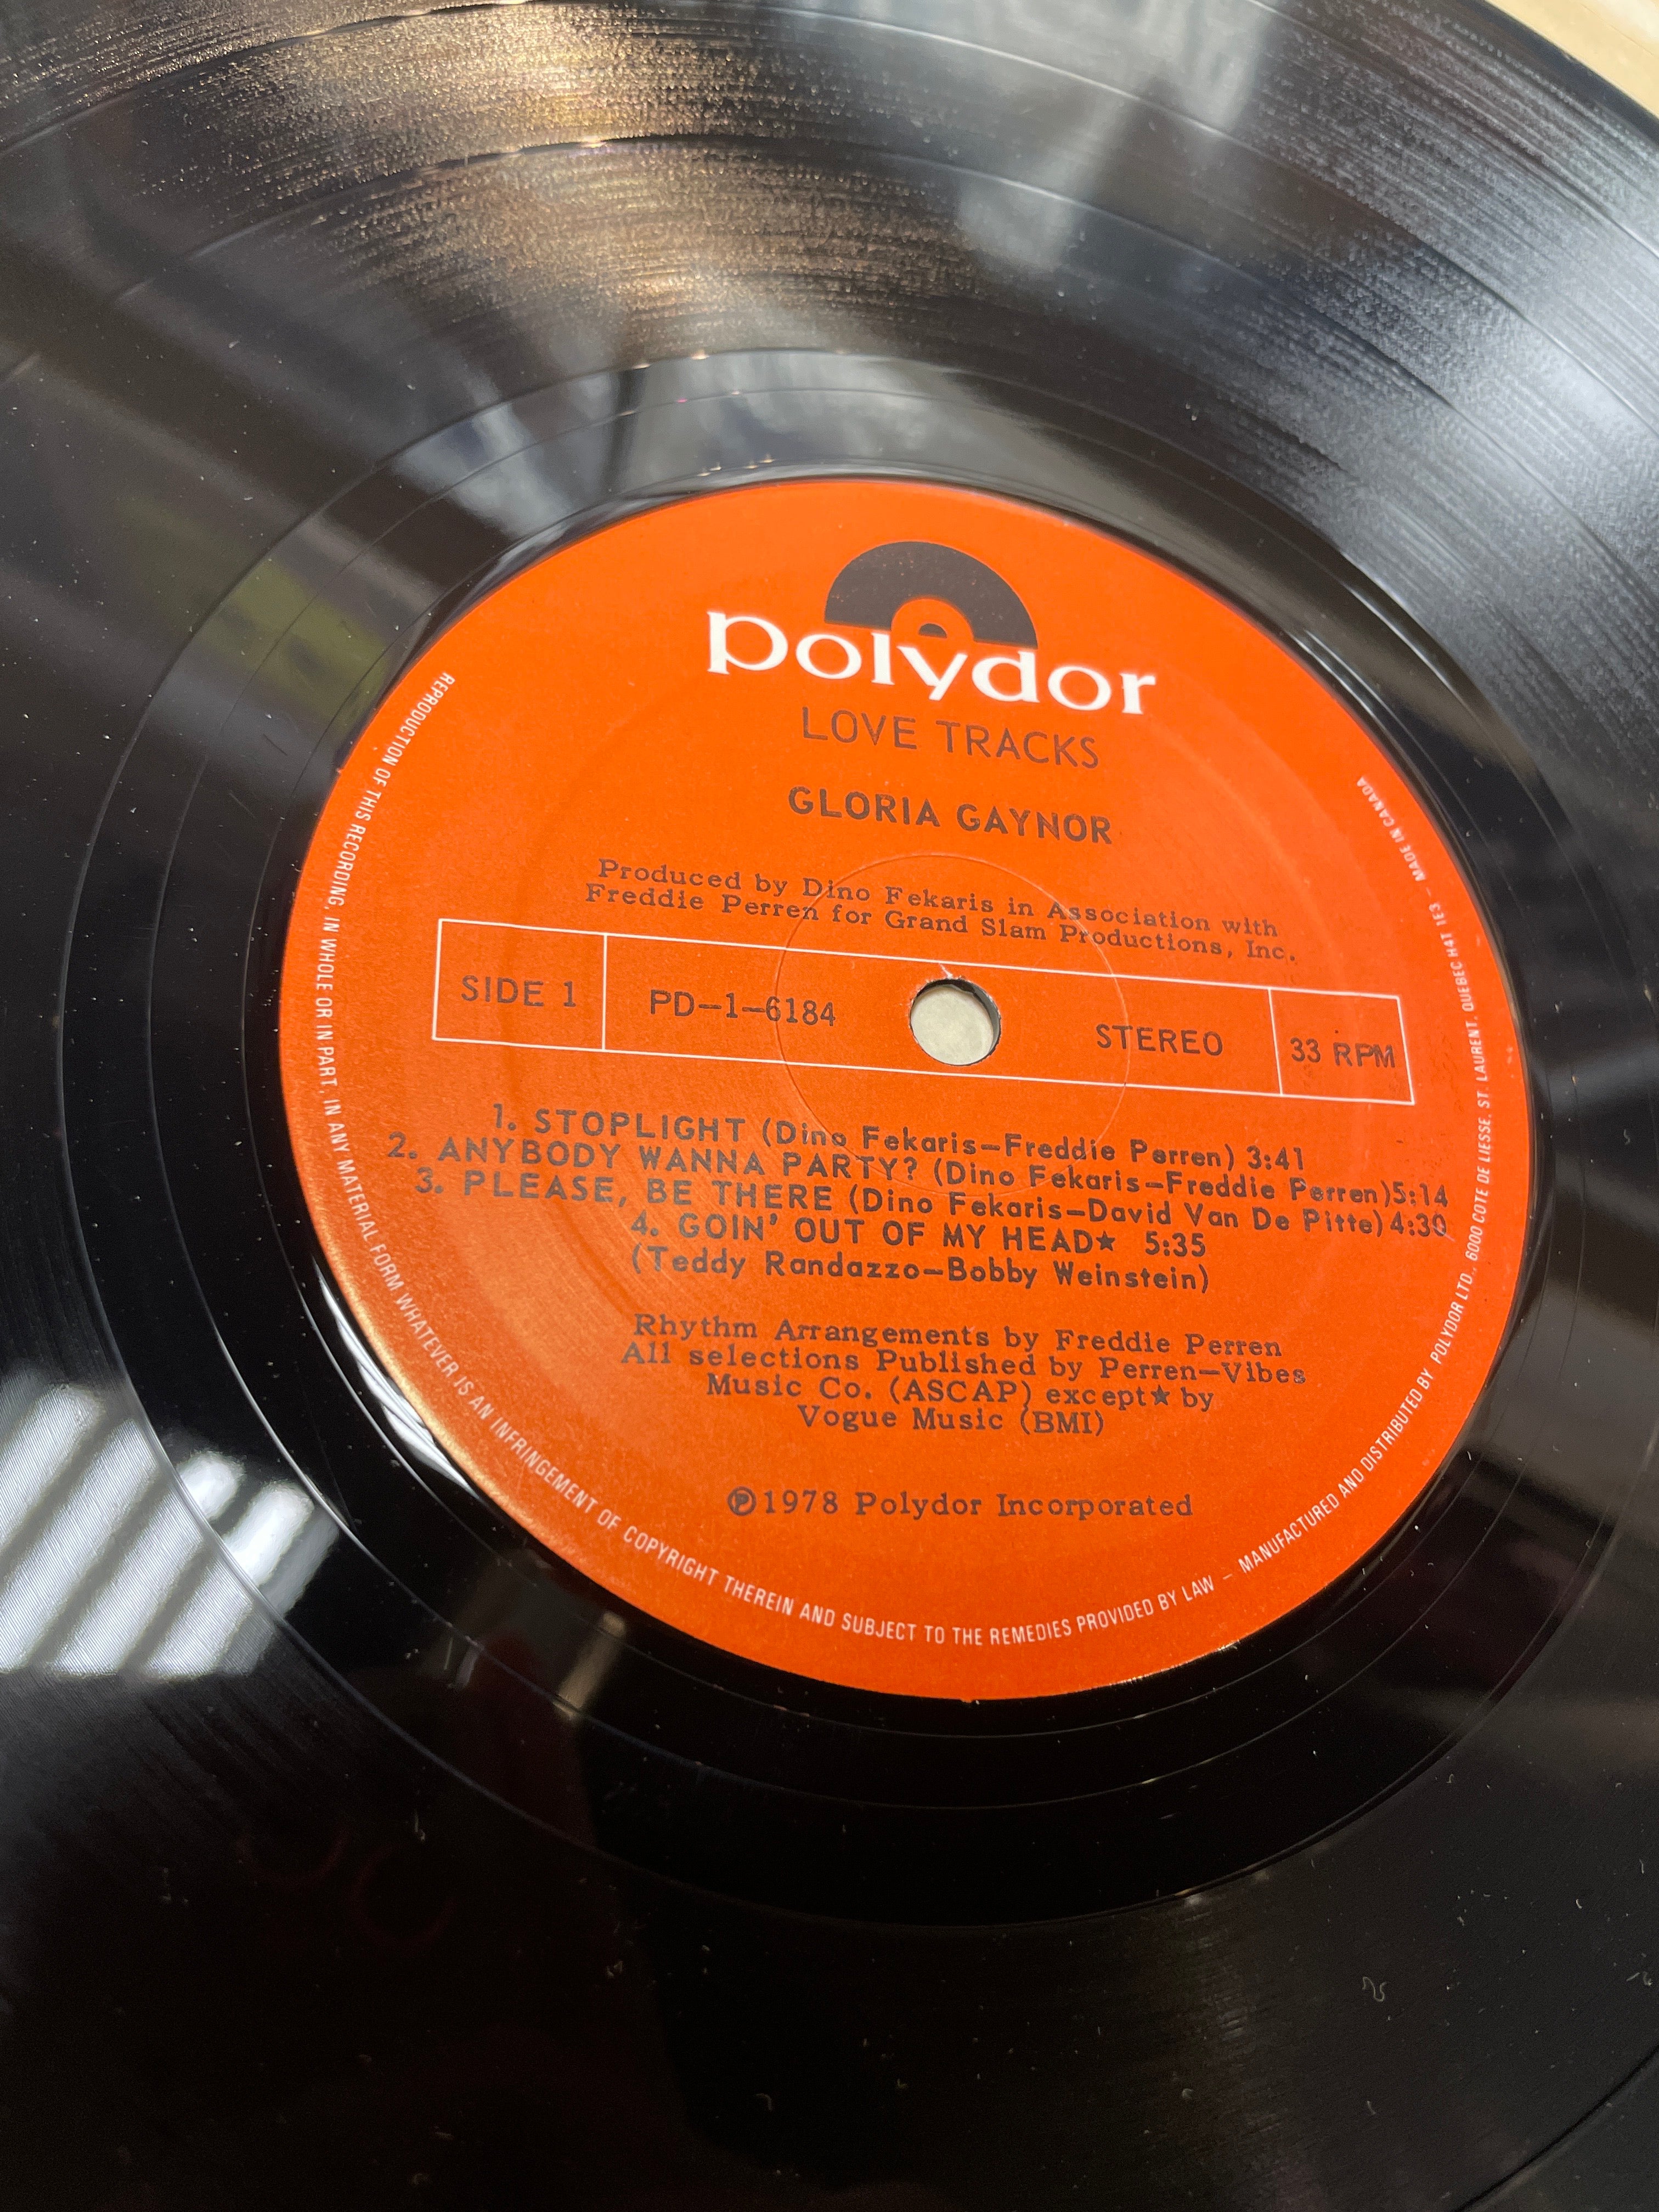 polydor
LOVE TRACKS
GLORIA GAYNOR
Produced by Dino Fekaris in Association with
Freddie Perren for Grand Slam Productions, Inc.
SIDE 1
PD-1-6184
STEREO
33 RPM
1. STOPLIGHT (Dino Fekaris-Freddie Perren) 3:41
2. ANYBODY WANNA PARTY? (Dino Fekaris-Freddie Perren)5:14
3. PLEASE, BE THERE (Dino Fekaris-David Van De Pitte)4:30
4. GOIN' OUT OF MY HEAD★ 5:35
(Teddy Randazzo-Bobby Weinstein)
Rhythm Arrangements by Freddie Perren
All selections Published by Perren-Vibes
Music Co. (ASCAP) except★ by
Vogue Music (BMI)
℗1978 Polydor Incorporated
REPRODUCTION OF THIS RECORDING, IN WHOLE OR IN PART, IN ANY MATERIAL FORM WHATEVER IS AN INFRINGEMENT OF COPYRIGHT THEREIN AND SUBJECT TO THE REMEDIES PROVIDED BY LAW – MANUFACTURED AND DISTRIBUTED BY POLYDOR LTD. 6000 COTE DE LIESSE, ST. LAURENT, QUEBEC H4T 1E3 – MADE IN CANADA